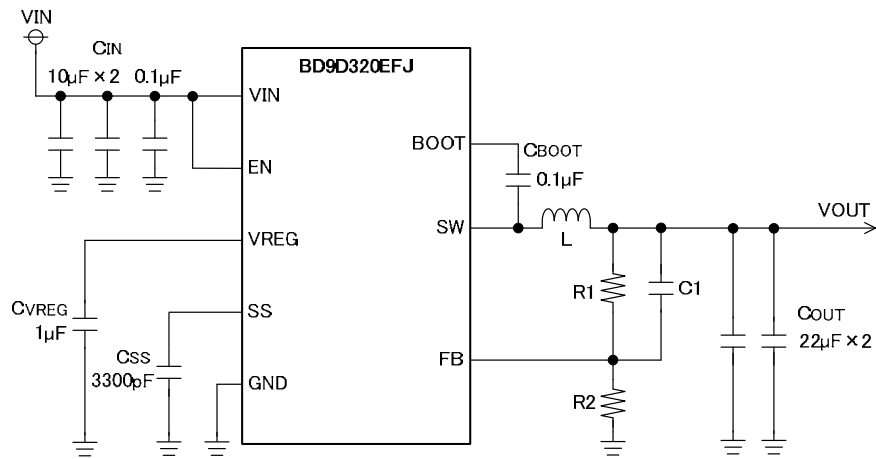 VIN
CIN
10μF×2 0.1μF
BD9D320EFJ
VIN
BOOT
CBOOT
0.1μF
EN
SW
L
VOUT
VREG
R1
C1
CVREG
1μF
SS
COUT
22μF×2
CSS
3300pF
FB
GND
R2